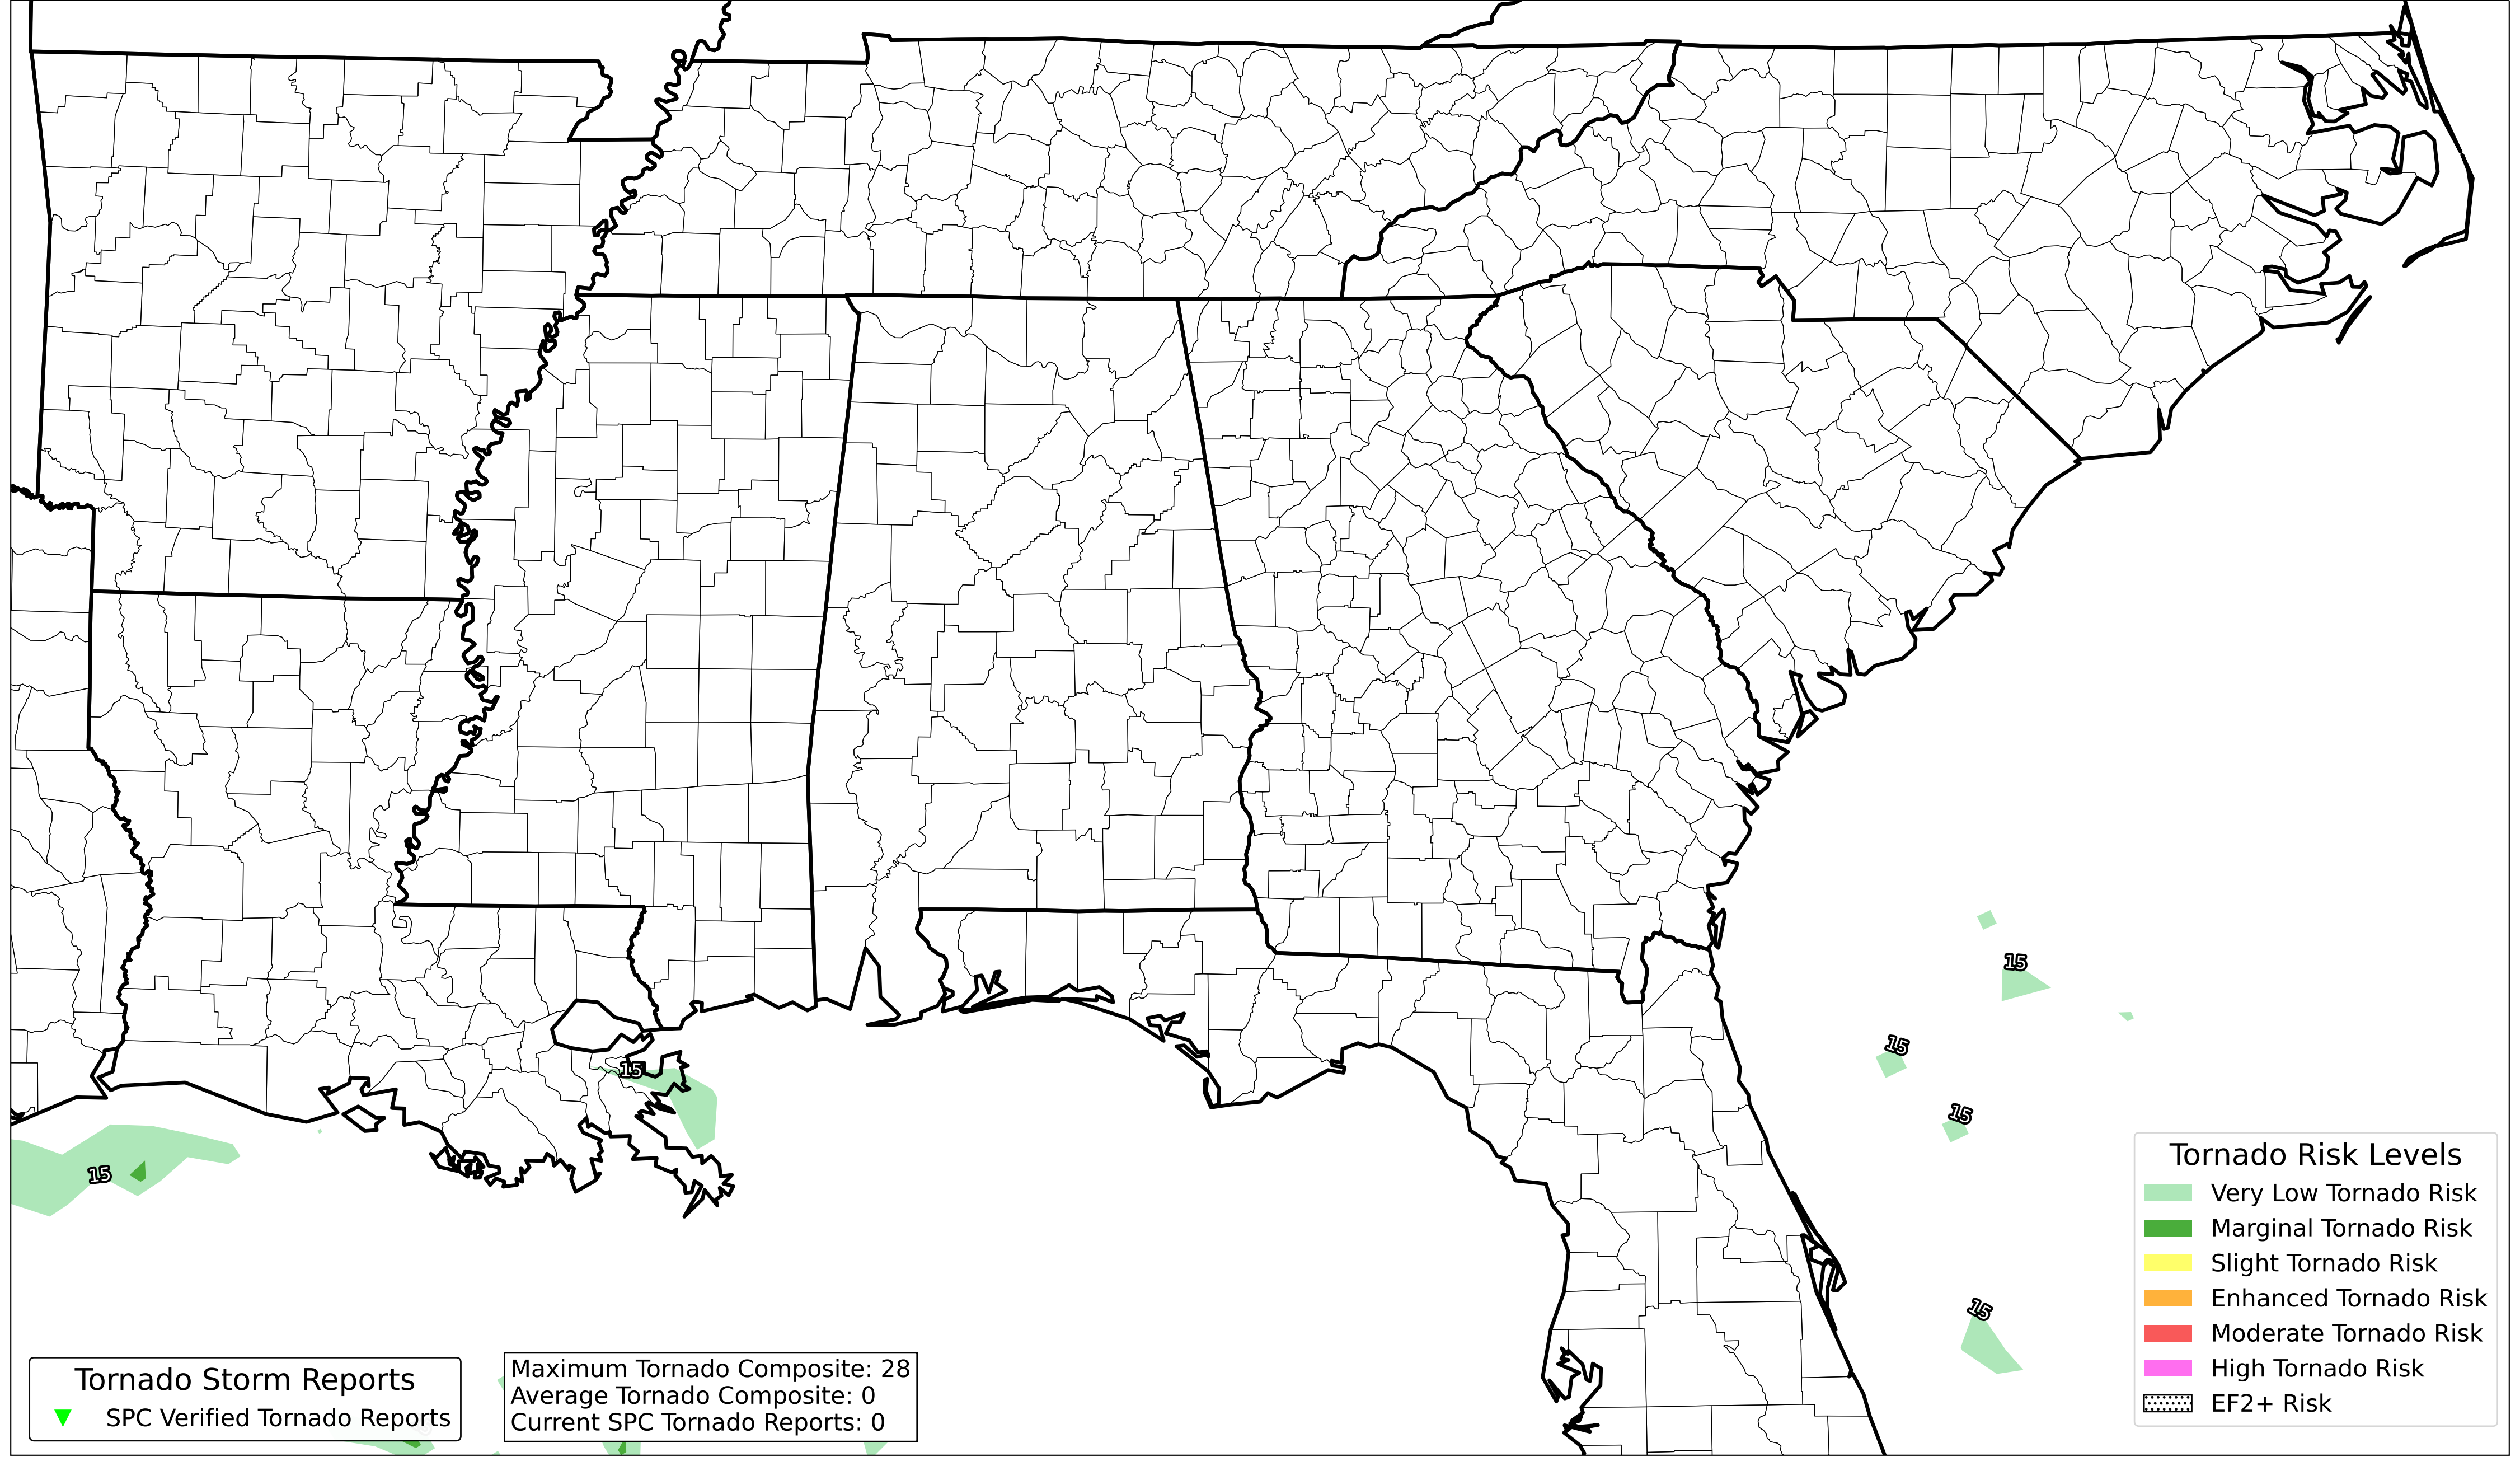 15
15
15
15
15
15
Tornado Risk Levels
Very Low Tornado Risk
Marginal Tornado Risk
Slight Tornado Risk
Enhanced Tornado Risk
Moderate Tornado Risk
High Tornado Risk
EF2+ Risk
Tornado Storm Reports
SPC Verified Tornado Reports
Maximum Tornado Composite: 28
Average Tornado Composite: 0
Current SPC Tornado Reports: 0